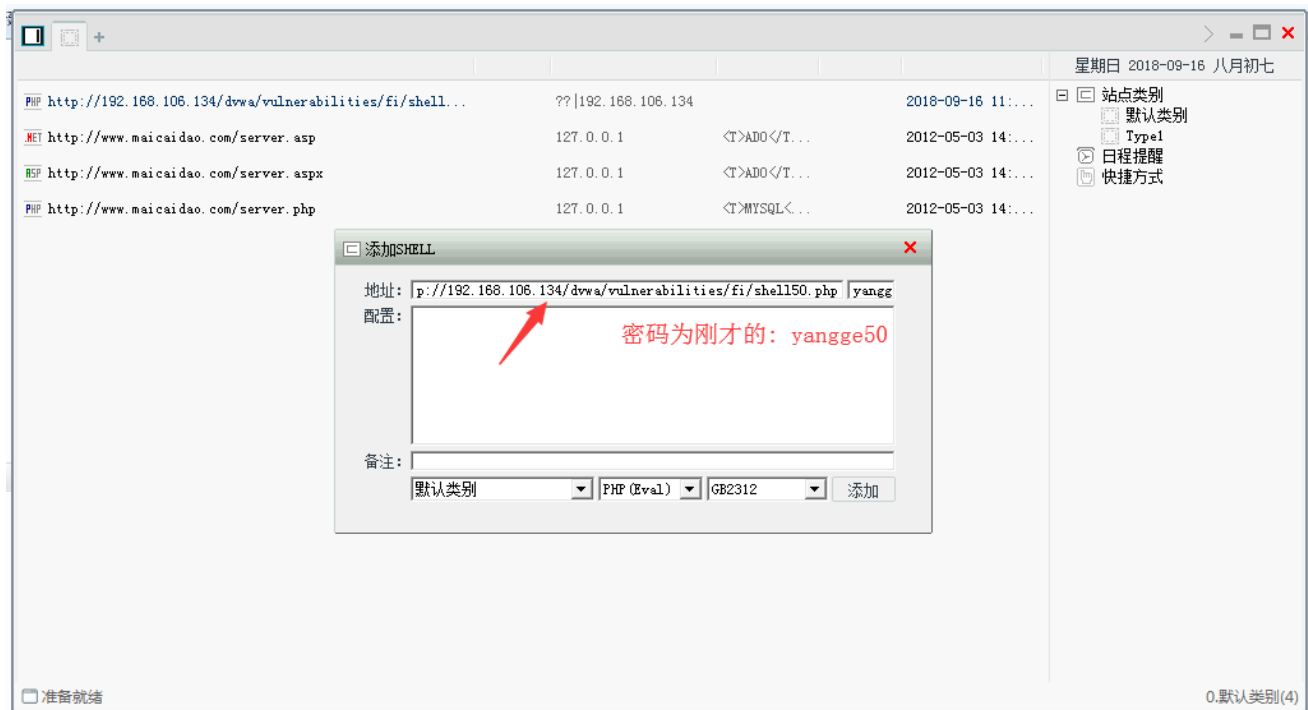 星期日 2018-09-16 八月初七
PHP http://192.168.106.134/dvwa/vulnerabilities/fi/shell... ??|192.168.106.134 2018-09-16 11:...
.NET http://www.maicaidao.com/server.asp 127.0.0.1 <T>ADO</T... 2012-05-03 14:...
ASP http://www.maicaidao.com/server.aspx 127.0.0.1 <T>ADO</T... 2012-05-03 14:...
PHP http://www.maicaidao.com/server.php 127.0.0.1 <T>MYSQL<... 2012-05-03 14:...
站点类别
默认类别
Type1
日程提醒
快捷方式
添加SHELL
地址: p://192.168.106.134/dvwa/vulnerabilities/fi/shell50.php yangg
配置:
密码为刚才的: yangge50
备注:
默认类别 PHP(Eval) GB2312 添加
准备就绪 0.默认类别(4)